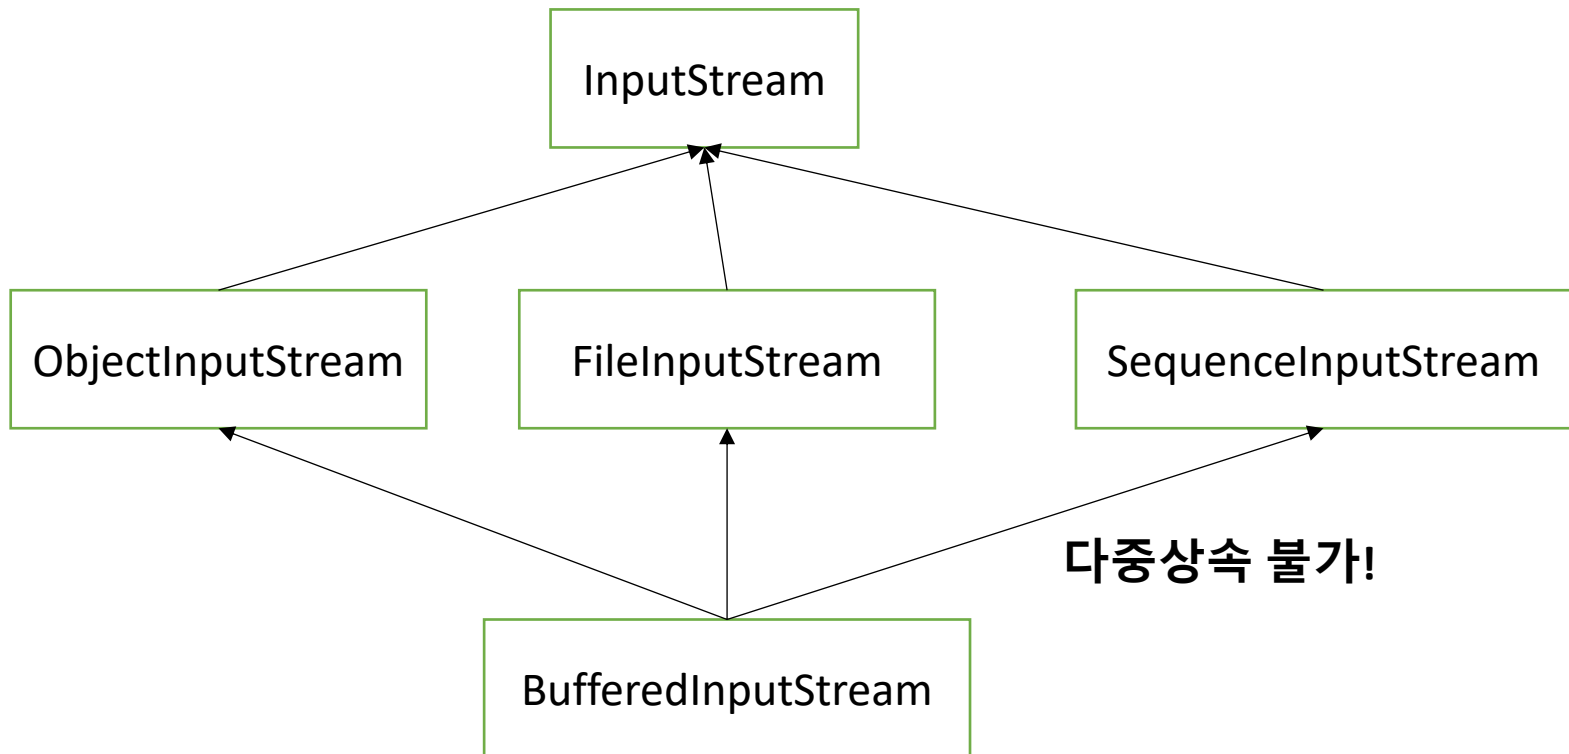 InputStream
ObjectInputStream
FileInputStream
SequenceInputStream
다중상속 불가!
BufferedInputStream